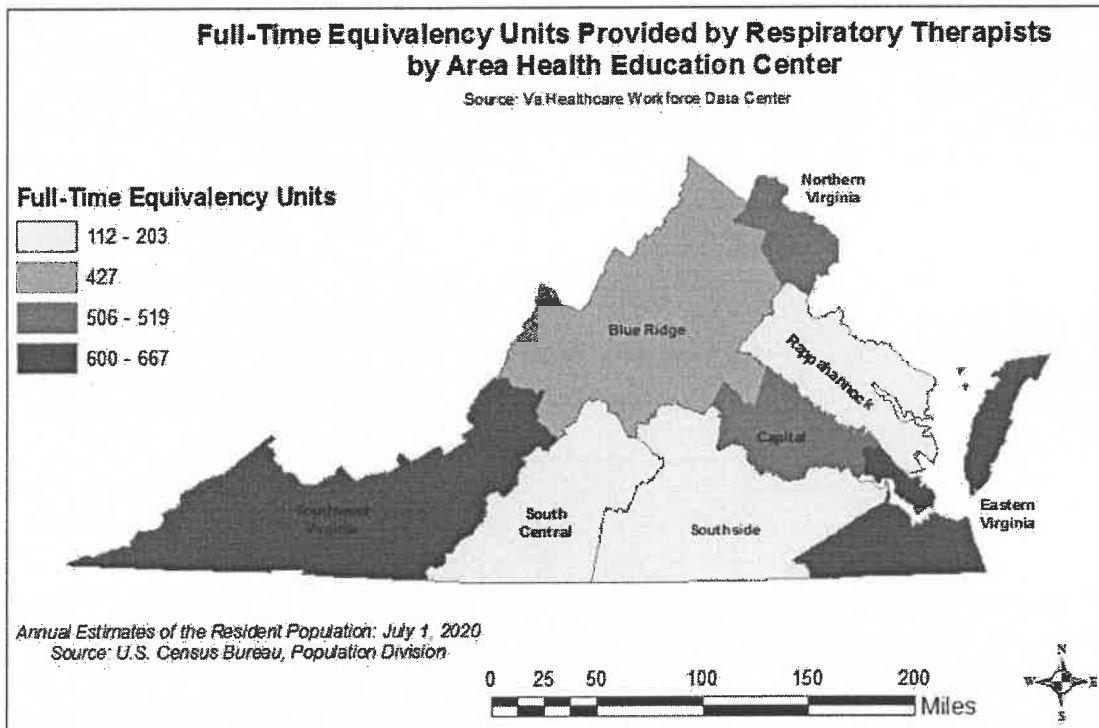 Full-Time Equivalency Units Provided by Respiratory Therapists
by Area Health Education Center
Source: Va Healthcare Workforce Data Center
Full-Time Equivalency Units
112 - 203
427
506 - 519
600 - 667
Northern
Virginia
Blue Ridge
Rappahannock
Capital
Southwest
Virginia
South
Central
Southside
Eastern
Virginia
Annual Estimates of the Resident Population: July 1, 2020
Source: U.S. Census Bureau, Population Division
0 25 50 100 150 200
Miles
N
W E
S